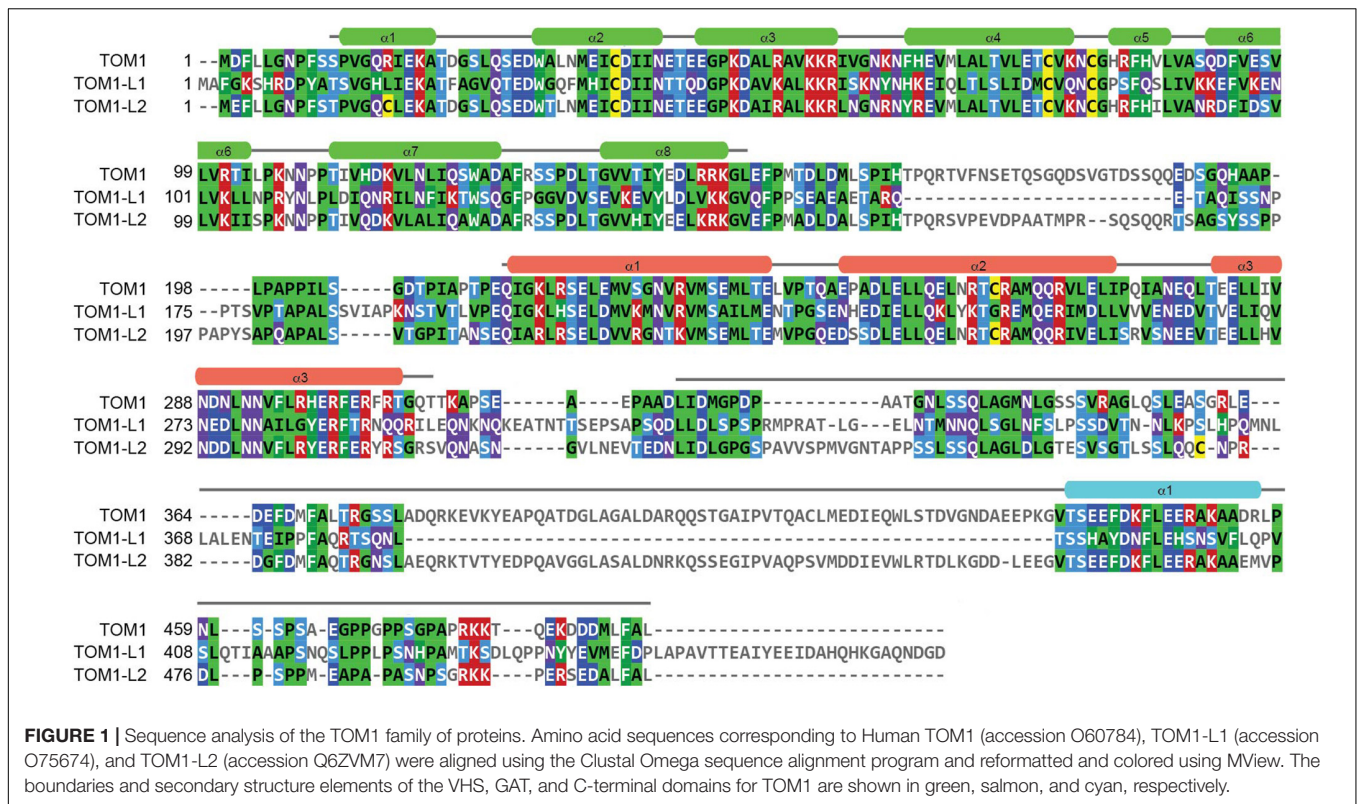 α1 α2 α3 α4 α5 α6
TOM1 1 --MDFLLGNPFSSPVGQRIEKATDGSLQSEDWALNMEICDIINETEEGPKDALRAVKKRIVGNKNFHEVMLALTVLETCVKNCGHRFHVLVASQDFVESV
TOM1-L1 1 MAFGKSHRDPYATSVGHLIEKATFAGVQTEDWGQFMHICDIINTTQDGPKDAVKALKKRISKNYNHKEIQLTLSLIDMCVQNCGPSFQSLIVKKEFVKEN
TOM1-L2 1 --MEFLLGNPFSTPVGQCLEKATDGSLQSEDWTLNMEICDIINETEEGPKDAIRALKKRLNGNRNYREVMLALTVLETCVKNCGHRFHILVANRDFIDSV
α6 α7 α8
TOM1 99 LVRTILPKNNPPTIVHDKVLNLIQSWADAFRSSPDLTGVVTIYEDLRRKGLEFPMTDLDMLSPIHTPQRTVFNSETQSGQDSVGTDSSQQEDSGQHAAP-
TOM1-L1 101 LVKLLNPRYNLPLDIQNRILNFIKTWSQGFPGGVDVSEVKEVYLDLVKKGVQFPPSEAEAETARQ-------------------------E-TAQISSNP
TOM1-L2 99 LVKIISPKNNPPTIVQDKVLALIQAWADAFRSSPDLTGVVHIYEELKRKGVEFPMADLDALSPIHTPQRSVPEVDPAATMPR--SQSQQRTSAGSYSSPP
α1 α2 α3
TOM1 198 -----LPAPPILS-----GDTPIAPTPEQIGKLRSELEMVSGNVRVMSEMLTELVPTQAEPADLELLQELNRTCRAMQQRVLELIPQIANEQLTEELLIV
TOM1-L1 175 --PTSVPTAPALSSVIAPKNSTVTLVPEQIGKLHSELDMVKMNVRVMSAILMENTPGSENHEDIELLQKLYKTGREMQERIMDLLVVVENEDVTVELIQV
TOM1-L2 197 PAPYSAPQAPALS-----VTGPITANSEQIARLRSELDVVRGNTKVMSEMLTEMVPGQEDSSDLELLQELNRTCRAMQQRIVELISRVSNEEVTEELLHV
α3
TOM1 288 NDNLNNVFLRHERFERFRTGQTTKAPSE-------A----EPAADLIDMGPDP-----------AATGNLSSQLAGMNLGSSSVRAGLQSLEASGRLE---
TOM1-L1 273 NEDLNNAILGYERFTRNQQRILEQNKNQKEATNTTSEPSAPSQDLLDLSPSPRMPRAT-LG---ELNTMNNQLSGLNFSLPSSDVTN-NLKPSLHPQMNL
TOM1-L2 292 NDDLNNVFLRYERFERYRSGRSVQNASN-------GVLNEVTEDNLIDLGPGSPAVVSPMVGNTAPPSSLSSQLAGLDLGTESVSGTLSSLQQC-NPR---
α1
TOM1 364 -----DEFDMFALTRGSSLADQRKEVKYEAPQATDGLAGALDARQQSTGAIPVTQACLMEDIEQWLSTDVGNDAEEPKGVTSEEFDKFLEERAKAADRLP
TOM1-L1 368 LALENTEIPPFAQRTSQNL-------------------------------------------------------------TSSHAYDNFLEHSNSVFLQPV
TOM1-L2 382 -----DGFDMFAQTRGNSLAEQRKTVTYEDPQAVGGLASALDNRKQSSEGIPVAQPSVMDDIEVWLRTDLKGDD-LEEGVTSEEFDKFLEERAKAAEMVP
TOM1 459 NL---S-SPSA-EGPPGPPSGPAPRKKT---QEKDDDMLFAL---------------------------
TOM1-L1 408 SLQTIAAAPSNQSLPPLPSNHPAMTKSDLQPPNYYEVMEFDPLAPAVTTEAIYEEIDAHQHKGAQNDGD
TOM1-L2 476 DL---P-SPPM-EAPA-PASNPSGRKK----PERSEDALFAL---------------------------
FIGURE 1 | Sequence analysis of the TOM1 family of proteins. Amino acid sequences corresponding to Human TOM1 (accession O60784), TOM1-L1 (accession
O75674), and TOM1-L2 (accession Q6ZVM7) were aligned using the Clustal Omega sequence alignment program and reformatted and colored using MView. The
boundaries and secondary structure elements of the VHS, GAT, and C-terminal domains for TOM1 are shown in green, salmon, and cyan, respectively.